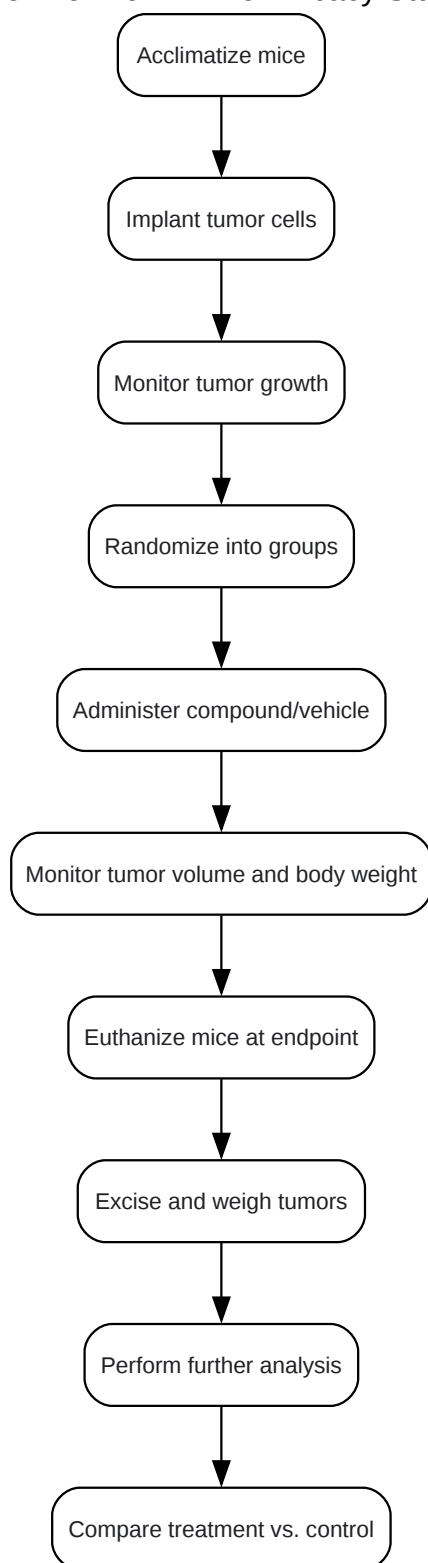 Acclimatize mice
Implant tumor cells
Monitor tumor growth
Randomize into groups
Administer compound/vehicle
Monitor tumor volume and body weight
Euthanize mice at endpoint
Excise and weigh tumors
Perform further analysis
Compare treatment vs. control